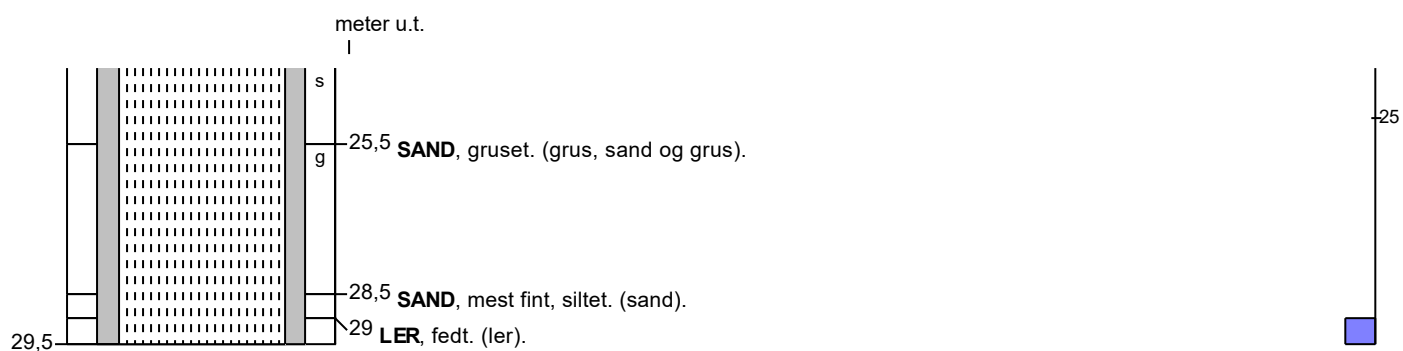 meter u.t.
s
25
25,5 SAND, gruset. (grus, sand og grus).
g
28,5 SAND, mest fint, siltet. (sand).
29 LER, fedt. (ler).
29,5